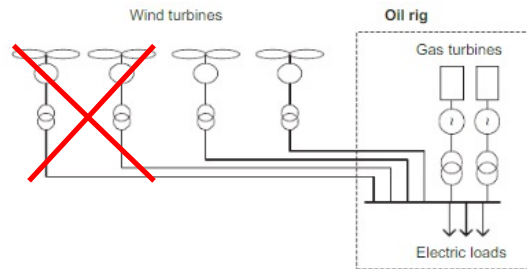 Wind turbines
Oil rig
Gas turbines
~ ~
Electric loads